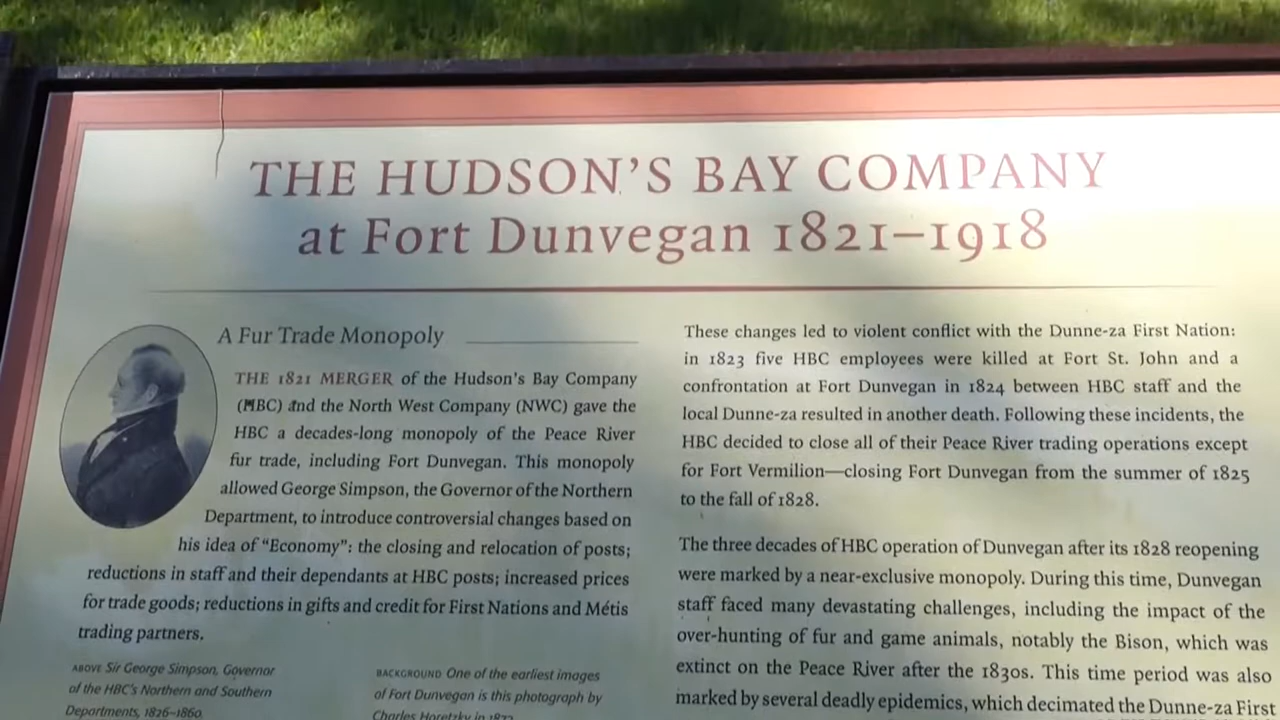 THE HUDSON'S BAY COMPANY
at Fort Dunvegan 1821–1918
A Fur Trade Monopoly
THE 1821 MERGER of the Hudson's Bay Company
(HBC) and the North West Company (NWC) gave the
HBC a decades-long monopoly of the Peace River
fur trade, including Fort Dunvegan. This monopoly
allowed George Simpson, the Governor of the Northern
Department, to introduce controversial changes based on
his idea of “Economy”: the closing and relocation of posts;
reductions in staff and their dependants at HBC posts; increased prices
for trade goods; reductions in gifts and credit for First Nations and Métis
trading partners.
ABOVE Sir George Simpson, Governor
of the HBC's Northern and Southern
Departments, 1826–1860.
BACKGROUND One of the earliest images
of Fort Dunvegan is this photograph by
Charles Horetzky in 1872
These changes led to violent conflict with the Dunne-za First Nation:
in 1823 five HBC employees were killed at Fort St. John and a
confrontation at Fort Dunvegan in 1824 between HBC staff and the
local Dunne-za resulted in another death. Following these incidents, the
HBC decided to close all of their Peace River trading operations except
for Fort Vermilion—closing Fort Dunvegan from the summer of 1825
to the fall of 1828.
The three decades of HBC operation of Dunvegan after its 1828 reopening
were marked by a near-exclusive monopoly. During this time, Dunvegan
staff faced many devastating challenges, including the impact of the
over-hunting of fur and game animals, notably the Bison, which was
extinct on the Peace River after the 1830s. This time period was also
marked by several deadly epidemics, which decimated the Dunne-za First